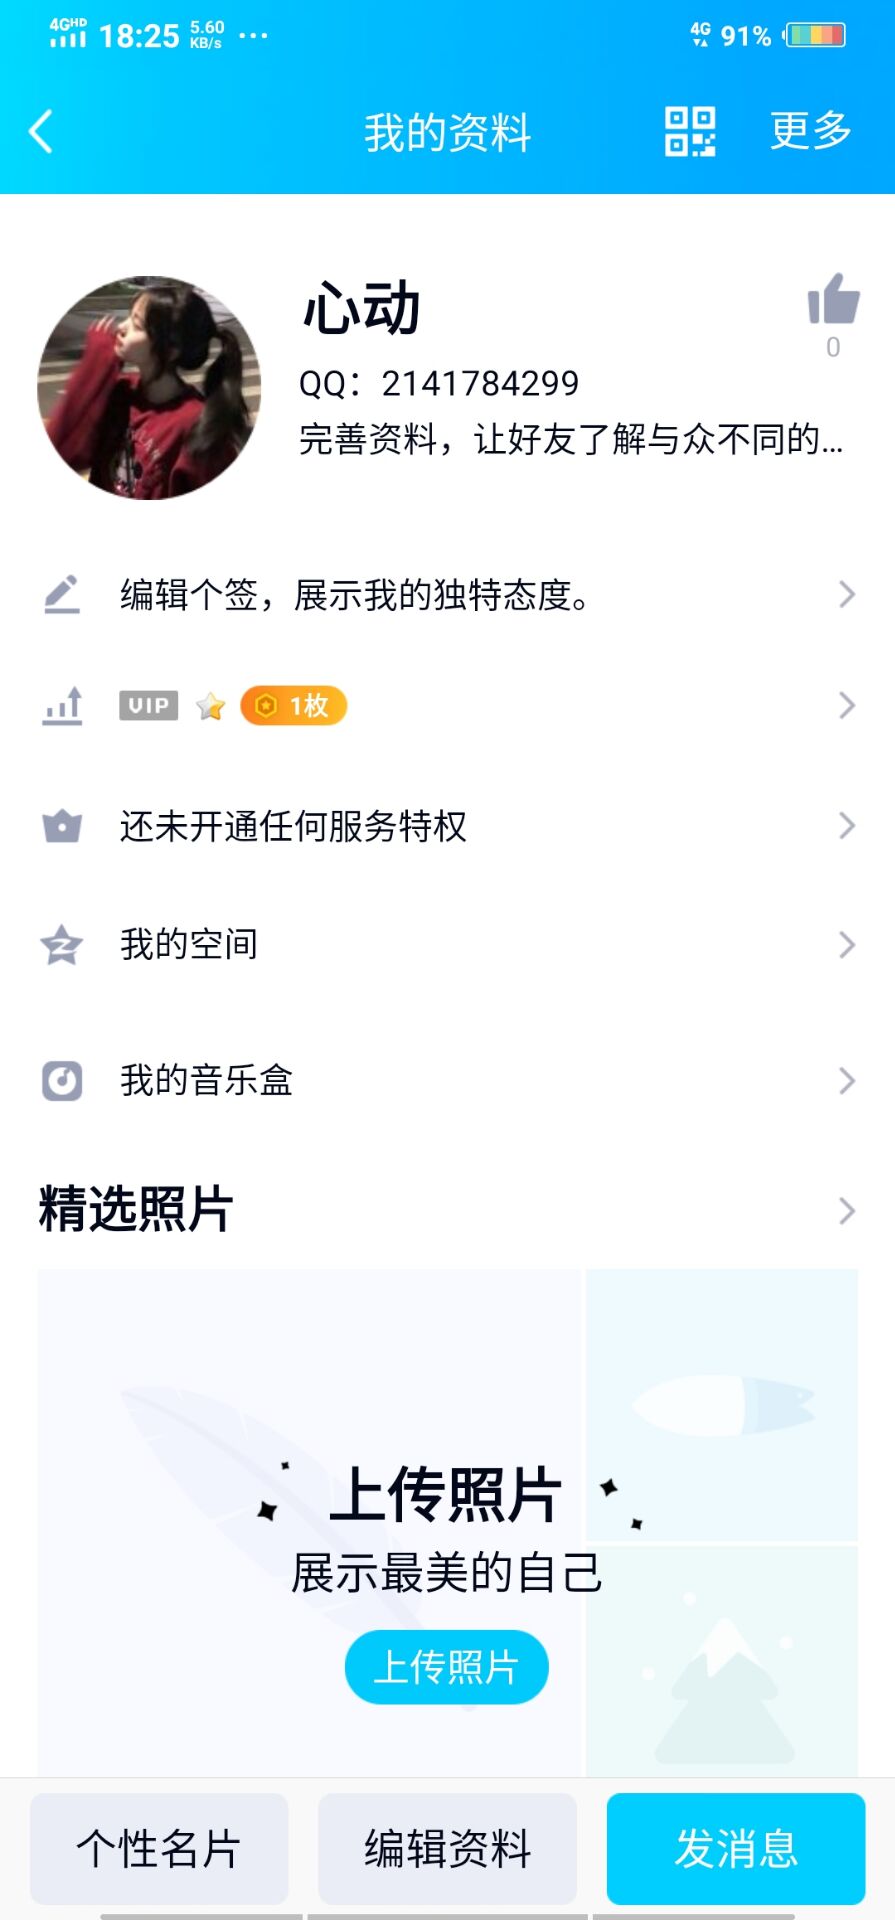 4GHD 18:25 5.60 KB/s ... 4G 91%
我的资料 更多
心动
0
QQ：2141784299
完善资料，让好友了解与众不同的...
编辑个签，展示我的独特态度。
VIP 1枚
还未开通任何服务特权
我的空间
我的音乐盒
精选照片
上传照片
展示最美的自己
上传照片
个性名片 编辑资料 发消息